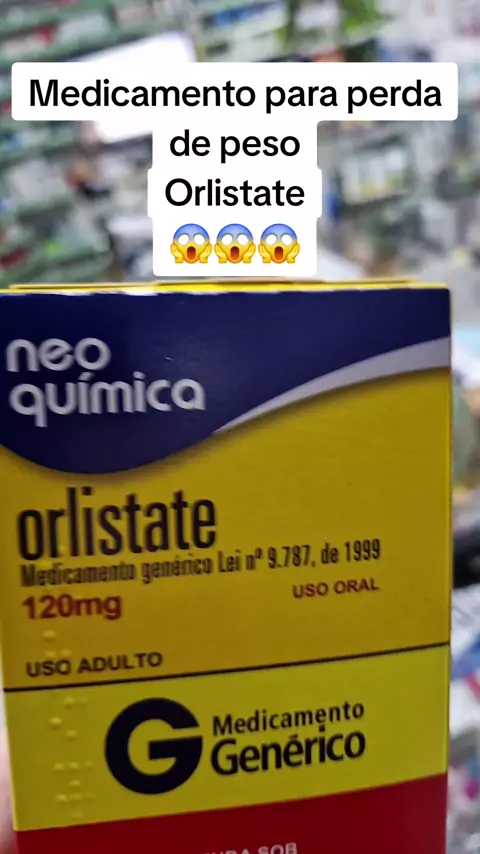 Medicamento para perda
de peso
Orlistate
😱😱😱
neo
química
orlistate
Medicamento genérico Lei nº 9.787, de 1999
120mg
USO ORAL
USO ADULTO
G Medicamento
Genérico
SOB